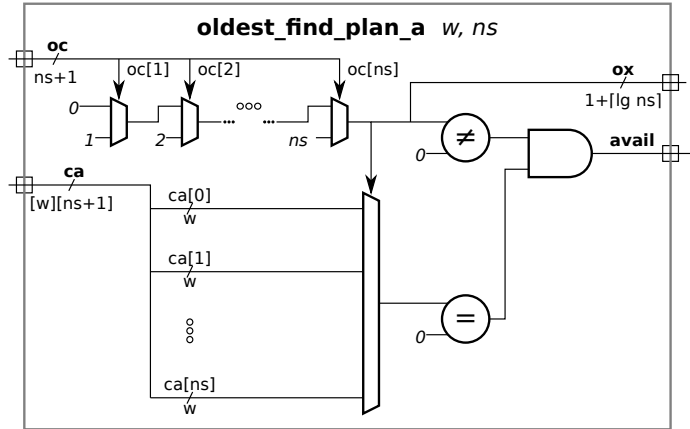 oldest_find_plan_a w, ns
oc
ns+1
oc[1]
oc[2]
oc[ns]
ox
1+⌈lg ns⌉
0
1
2
...
...
ns
≠
0
avail
ca
[w][ns+1]
ca[0]
w
ca[1]
w
=
0
ca[ns]
w